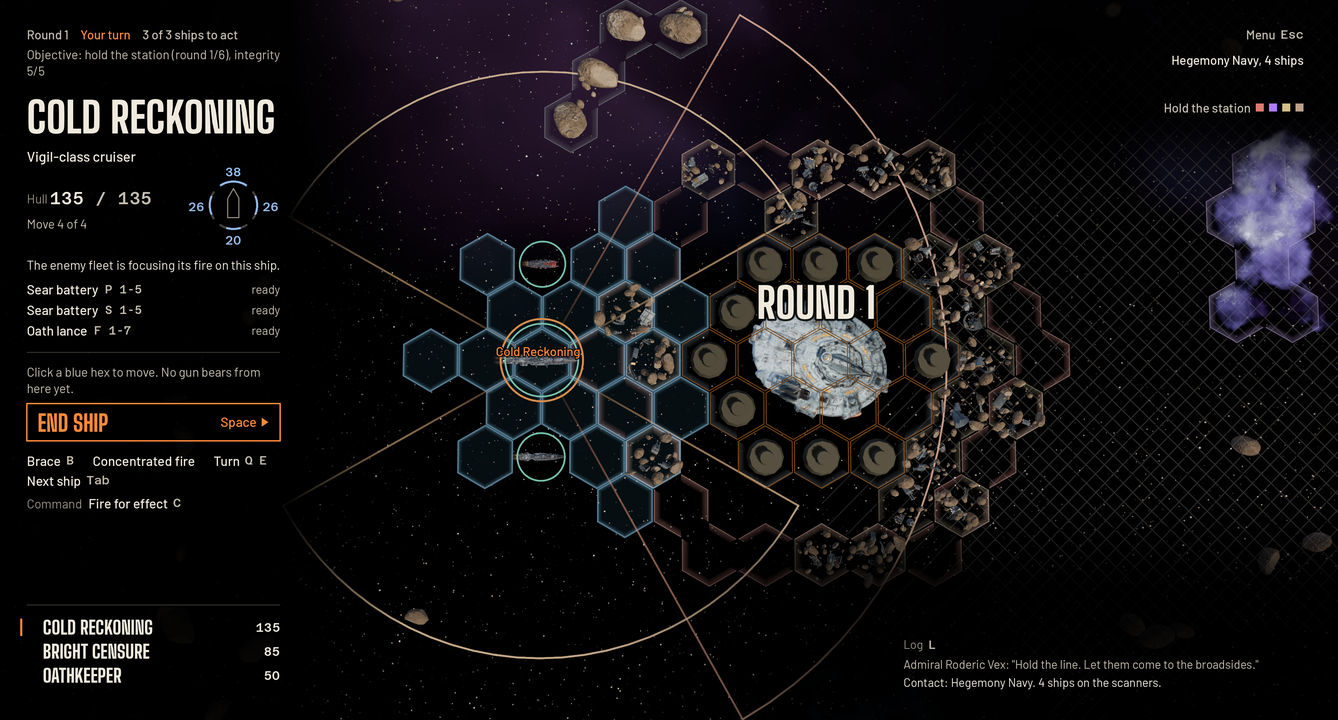 Round 1 Your turn 3 of 3 ships to act
Objective: hold the station (round 1/6), integrity
5/5
COLD RECKONING
Vigil-class cruiser
38
Hull 135 / 135
26 26
Move 4 of 4
20
The enemy fleet is focusing its fire on this ship.
Sear battery P 1-5 ready
Sear battery S 1-5 ready
Oath lance F 1-7 ready
Click a blue hex to move. No gun bears from
here yet.
END SHIP Space
Brace B Concentrated fire Turn Q E
Next ship Tab
Command Fire for effect C
COLD RECKONING 135
BRIGHT CENSURE 85
OATHKEEPER 50
Cold Reckoning
ROUND 1
Menu Esc
Hegemony Navy, 4 ships
Hold the station
Log L
Admiral Roderic Vex: "Hold the line. Let them come to the broadsides."
Contact: Hegemony Navy. 4 ships on the scanners.